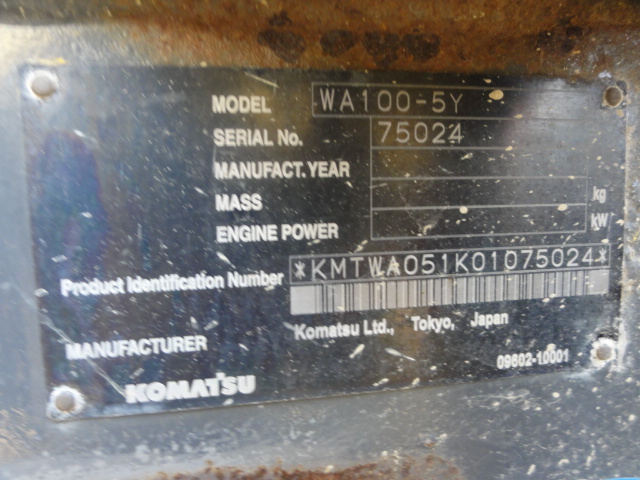 MODEL WA100-5Y
SERIAL No. 75024
MANUFACT. YEAR
MASS kg
ENGINE POWER kW
Product Identification Number *KMTWA051K01075024*
MANUFACTURER Komatsu Ltd., Tokyo, Japan
KOMATSU 09602-10001